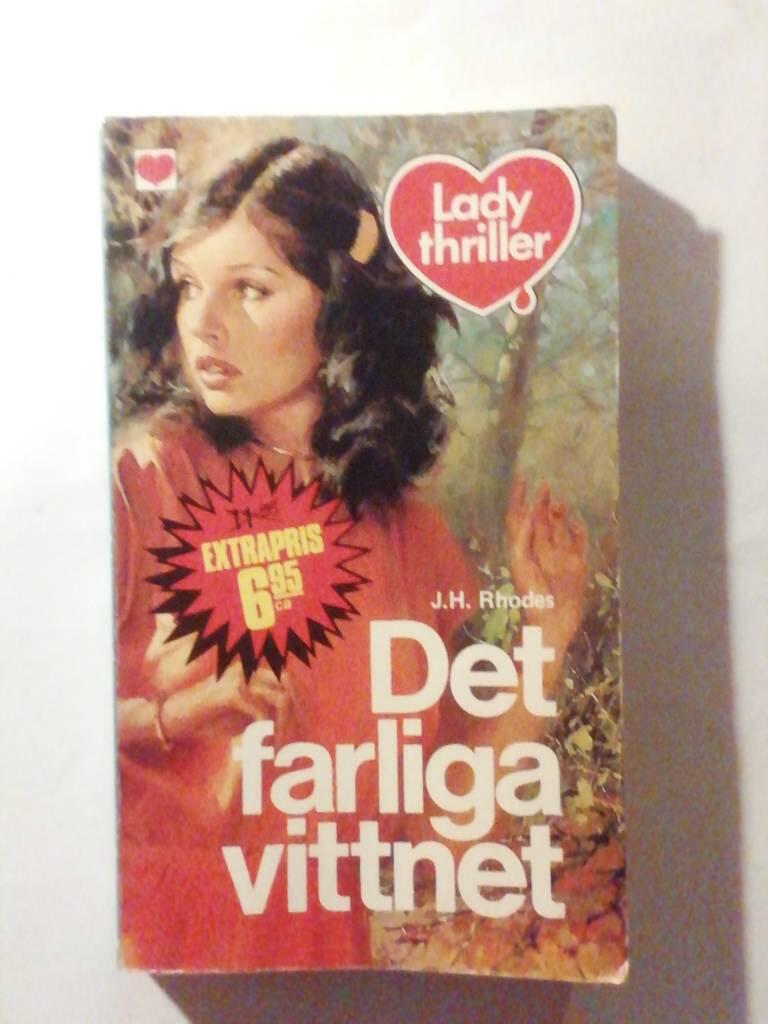 Lady
thriller
EXTRAPRIS
6.95
ca
J.H. Rhodes
Det
farliga
vittnet